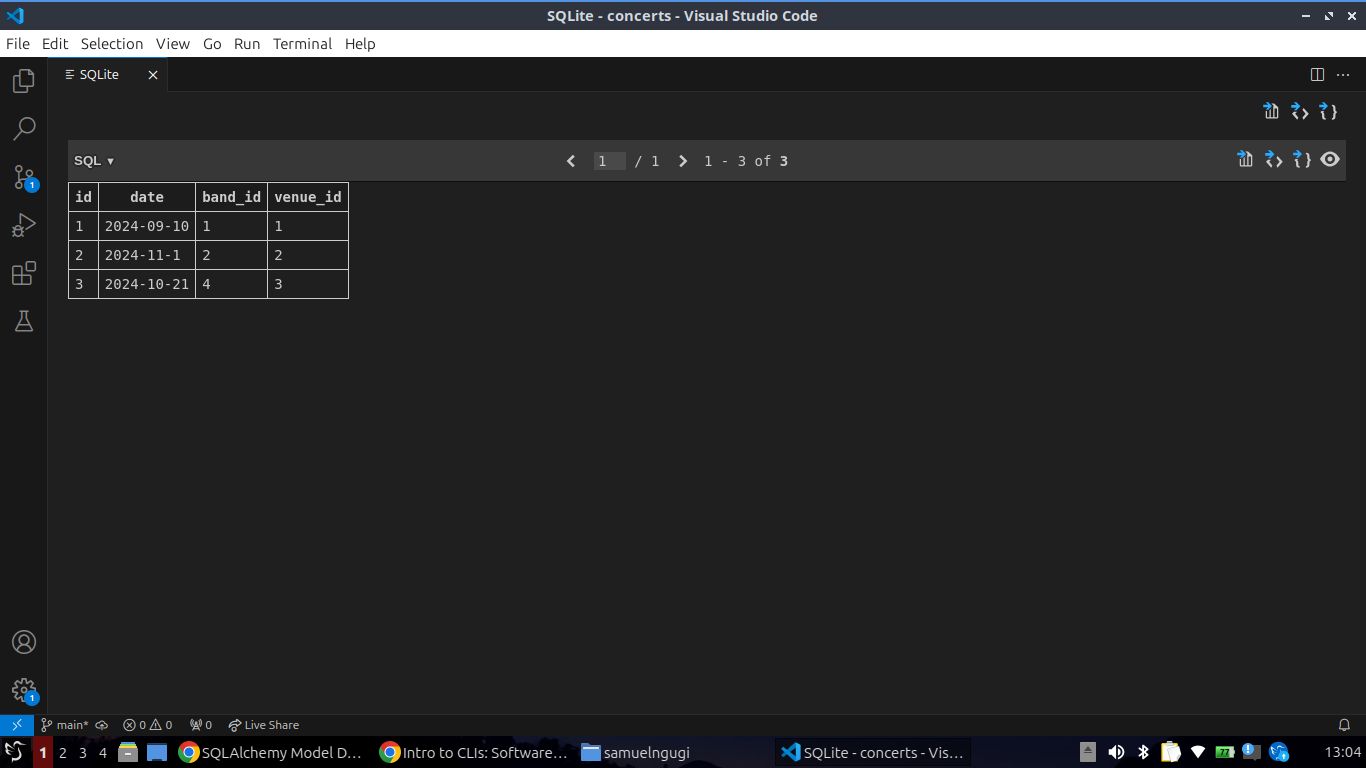 SQLite - concerts - Visual Studio Code
File Edit Selection View Go Run Terminal Help
SQLite
SQL ▾ 1 / 1 1 - 3 of 3
id date band_id venue_id
1 2024-09-10 1 1
2 2024-11-1 2 2
3 2024-10-21 4 3
1
1
main* 0 0 0 Live Share
1 2 3 4 SQLAlchemy Model D... Intro to CLIs: Software... samuelngugi SQLite - concerts - Vis... 77 13:04